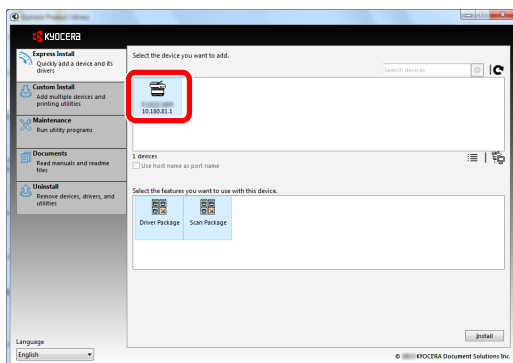 KYOCERA
Express Install
Quickly add a device and its
drivers
Custom Install
Add multiple devices and
printing utilities
Maintenance
Run utility programs
Documents
Read manuals and readme
files
Uninstall
Remove devices, drivers, and
utilities
Language
English
Select the device you want to add.
Search devices
10.180.81.1
1 devices
Use host name as port name
Select the features you want to use with this device.
Driver Package
Scan Package
Install
© KYOCERA Document Solutions Inc.